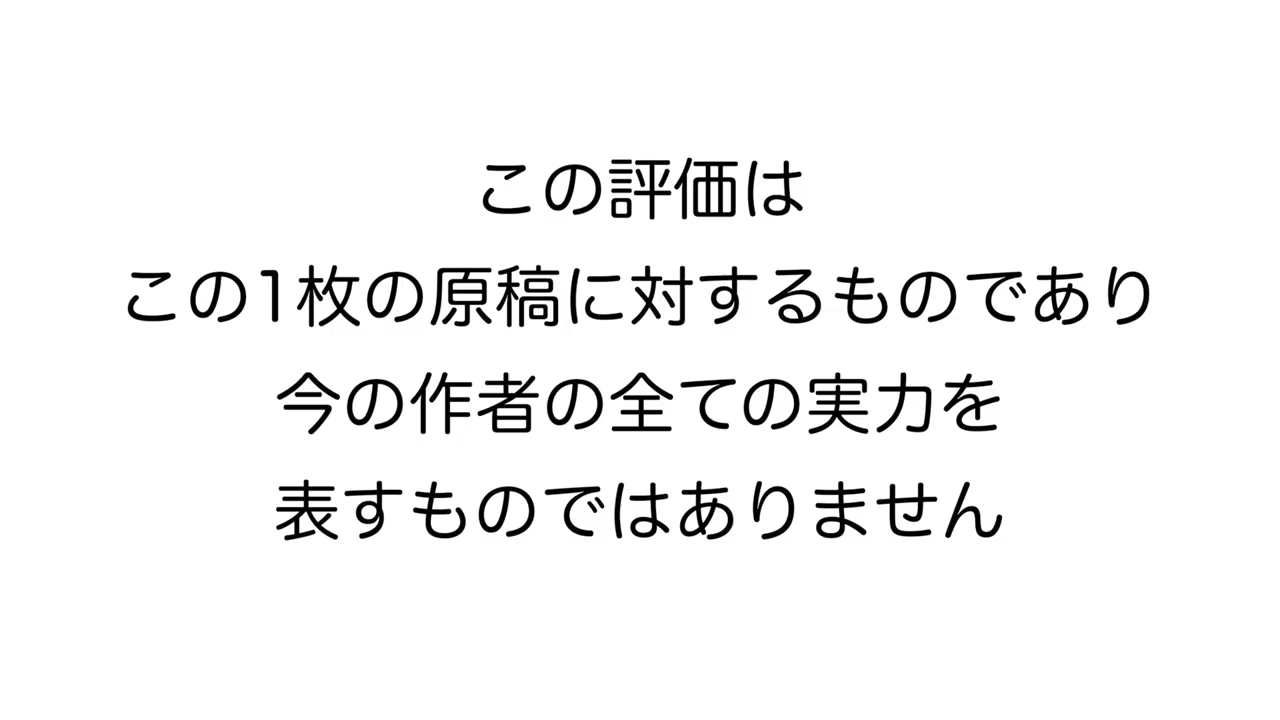 この評価は
この1枚の原稿に対するものであり
今の作者の全ての実力を
表すものではありません